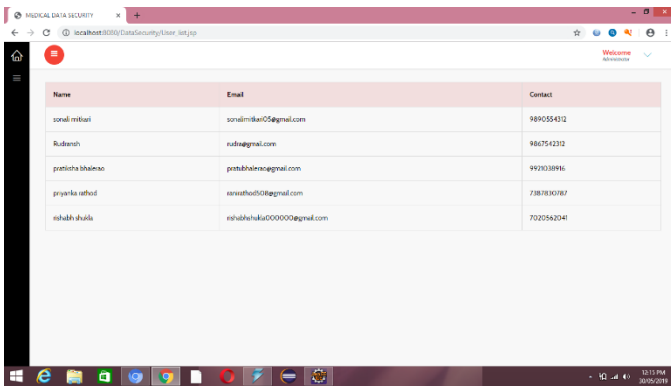 MEDICAL DATA SECURITY
localhost:8080/DataSecurity/User_list.jsp
Welcome
Administrator
Name Email Contact
sonali mitkari sonalimitkari05@gmail.com 9890554312
Rudransh rudra@gmail.com 9867542312
pratiksha bhalerao pratubhalerao@gmail.com 9921038916
priyanka rathod ranirathod508@gmail.com 7387830787
rishabh shukla rishabhshukla000000@gmail.com 7020562041
12:15 PM
30/05/2019